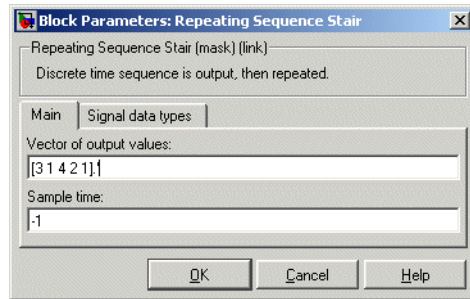 Block Parameters: Repeating Sequence Stair
Repeating Sequence Stair (mask) (link)
Discrete time sequence is output, then repeated.
Main Signal data types
Vector of output values:
[3 1 4 2 1].'
Sample time:
-1
OK Cancel Help